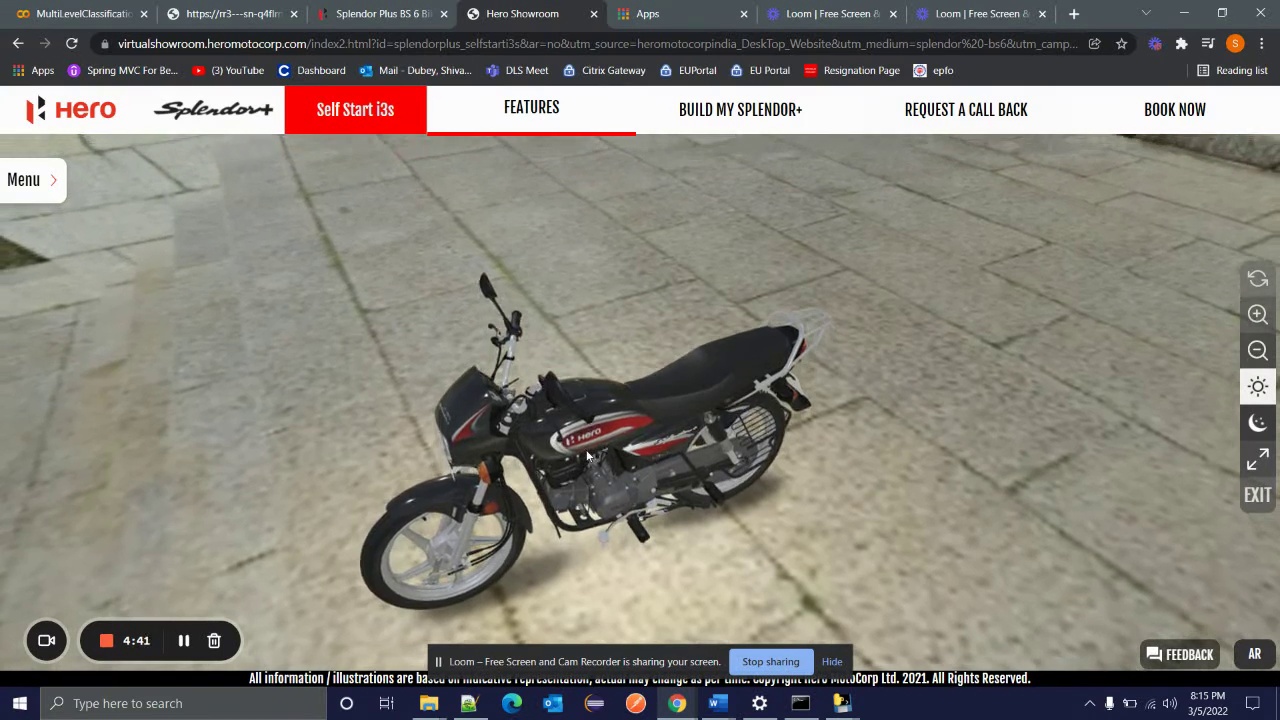 MultiLevelClassificatio
https://rr3---sn-q4flrn
Splendor Plus BS 6 Bik
Hero Showroom
Apps
Loom | Free Screen &
Loom | Free Screen &
virtualshowroom.heromotocorp.com/index2.html?id=splendorplus_selfstarti3s&at=no&utm_source=heromotocorpindia_DeskTop_Website&utm_medium=splendor%20-bs6&utm_camp...
S
Apps
Spring MVC For Be...
(3) YouTube
Dashboard
Mail - Dubey, Shiva...
DLS Meet
Citrix Gateway
EUPortal
EU Portal
Resignation Page
epfo
Reading list
Hero
Splendor+
Self Start i3s
FEATURES
BUILD MY SPLENDOR+
REQUEST A CALL BACK
BOOK NOW
Menu
Hero
EXIT
4:41
Loom – Free Screen and Cam Recorder is sharing your screen.
Stop sharing
Hide
FEEDBACK
AR
All information / illustrations are based on indicative representation, actual may change as per time. Copyright Hero MotoCorp Ltd. 2021. All Rights Reserved.
Type here to search
8:15 PM
3/5/2022